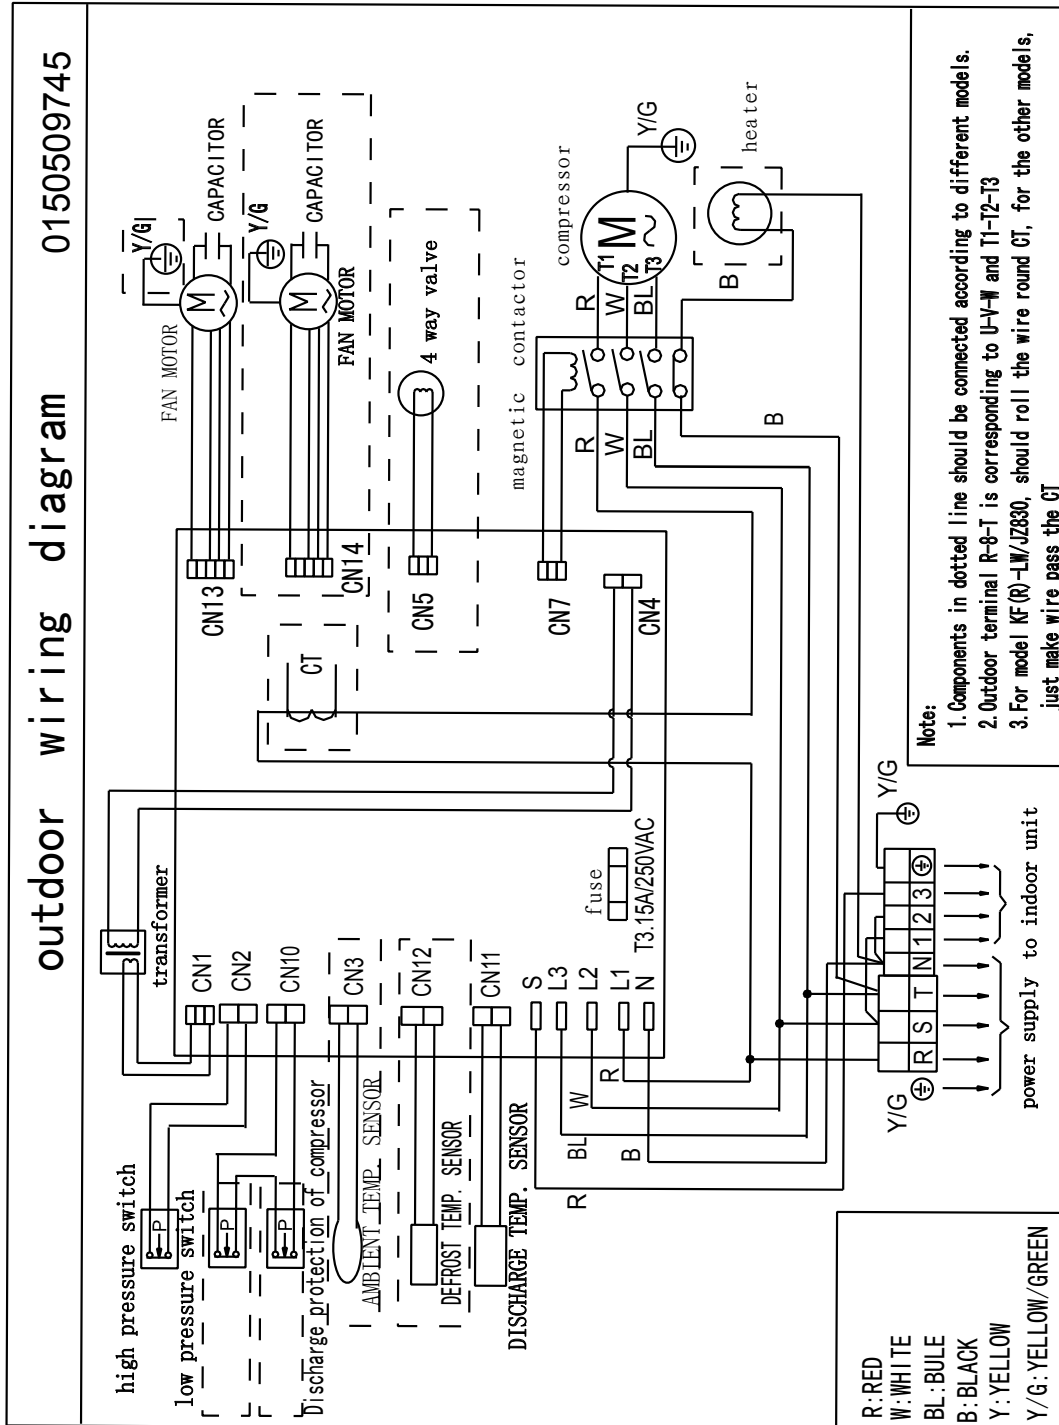 outdoor wiring diagram 0150509745
high pressure switch
low pressure switch
Discharge protection of compressor
AMBIENT TEMP. SENSOR
DEFROST TEMP. SENSOR
DISCHARGE TEMP. SENSOR
P
P
P
transformer
CN1
CN2
CN10
CN3
CN12
CN11
S
L3
L2
L1
N
fuse
T3.15A/250VAC
R
BL
W
R
B
CT
CN13
CN14
CN5
CN7
CN4
FAN MOTOR
M
Y/G
CAPACITOR
FAN MOTOR
M
Y/G
CAPACITOR
4 way valve
magnetic contactor
compressor
R
W
BL
R
W
BL
B
B
T1
T2
T3
M
Y/G
heater
Y/G
R
S
T
N
1
2
3
Y/G
power supply
to indoor unit
R:RED
W:WHITE
BL:BULE
B:BLACK
Y:YELLOW
Y/G:YELLOW/GREEN
Note:
1.Components in dotted line should be connected according to different models.
2.Outdoor terminal R-8-T is corresponding to U-V-W and T1-T2-T3
3.For model KF(R)-LW/JZ830, should roll the wire round CT, for the other models,
just make wire pass the CT